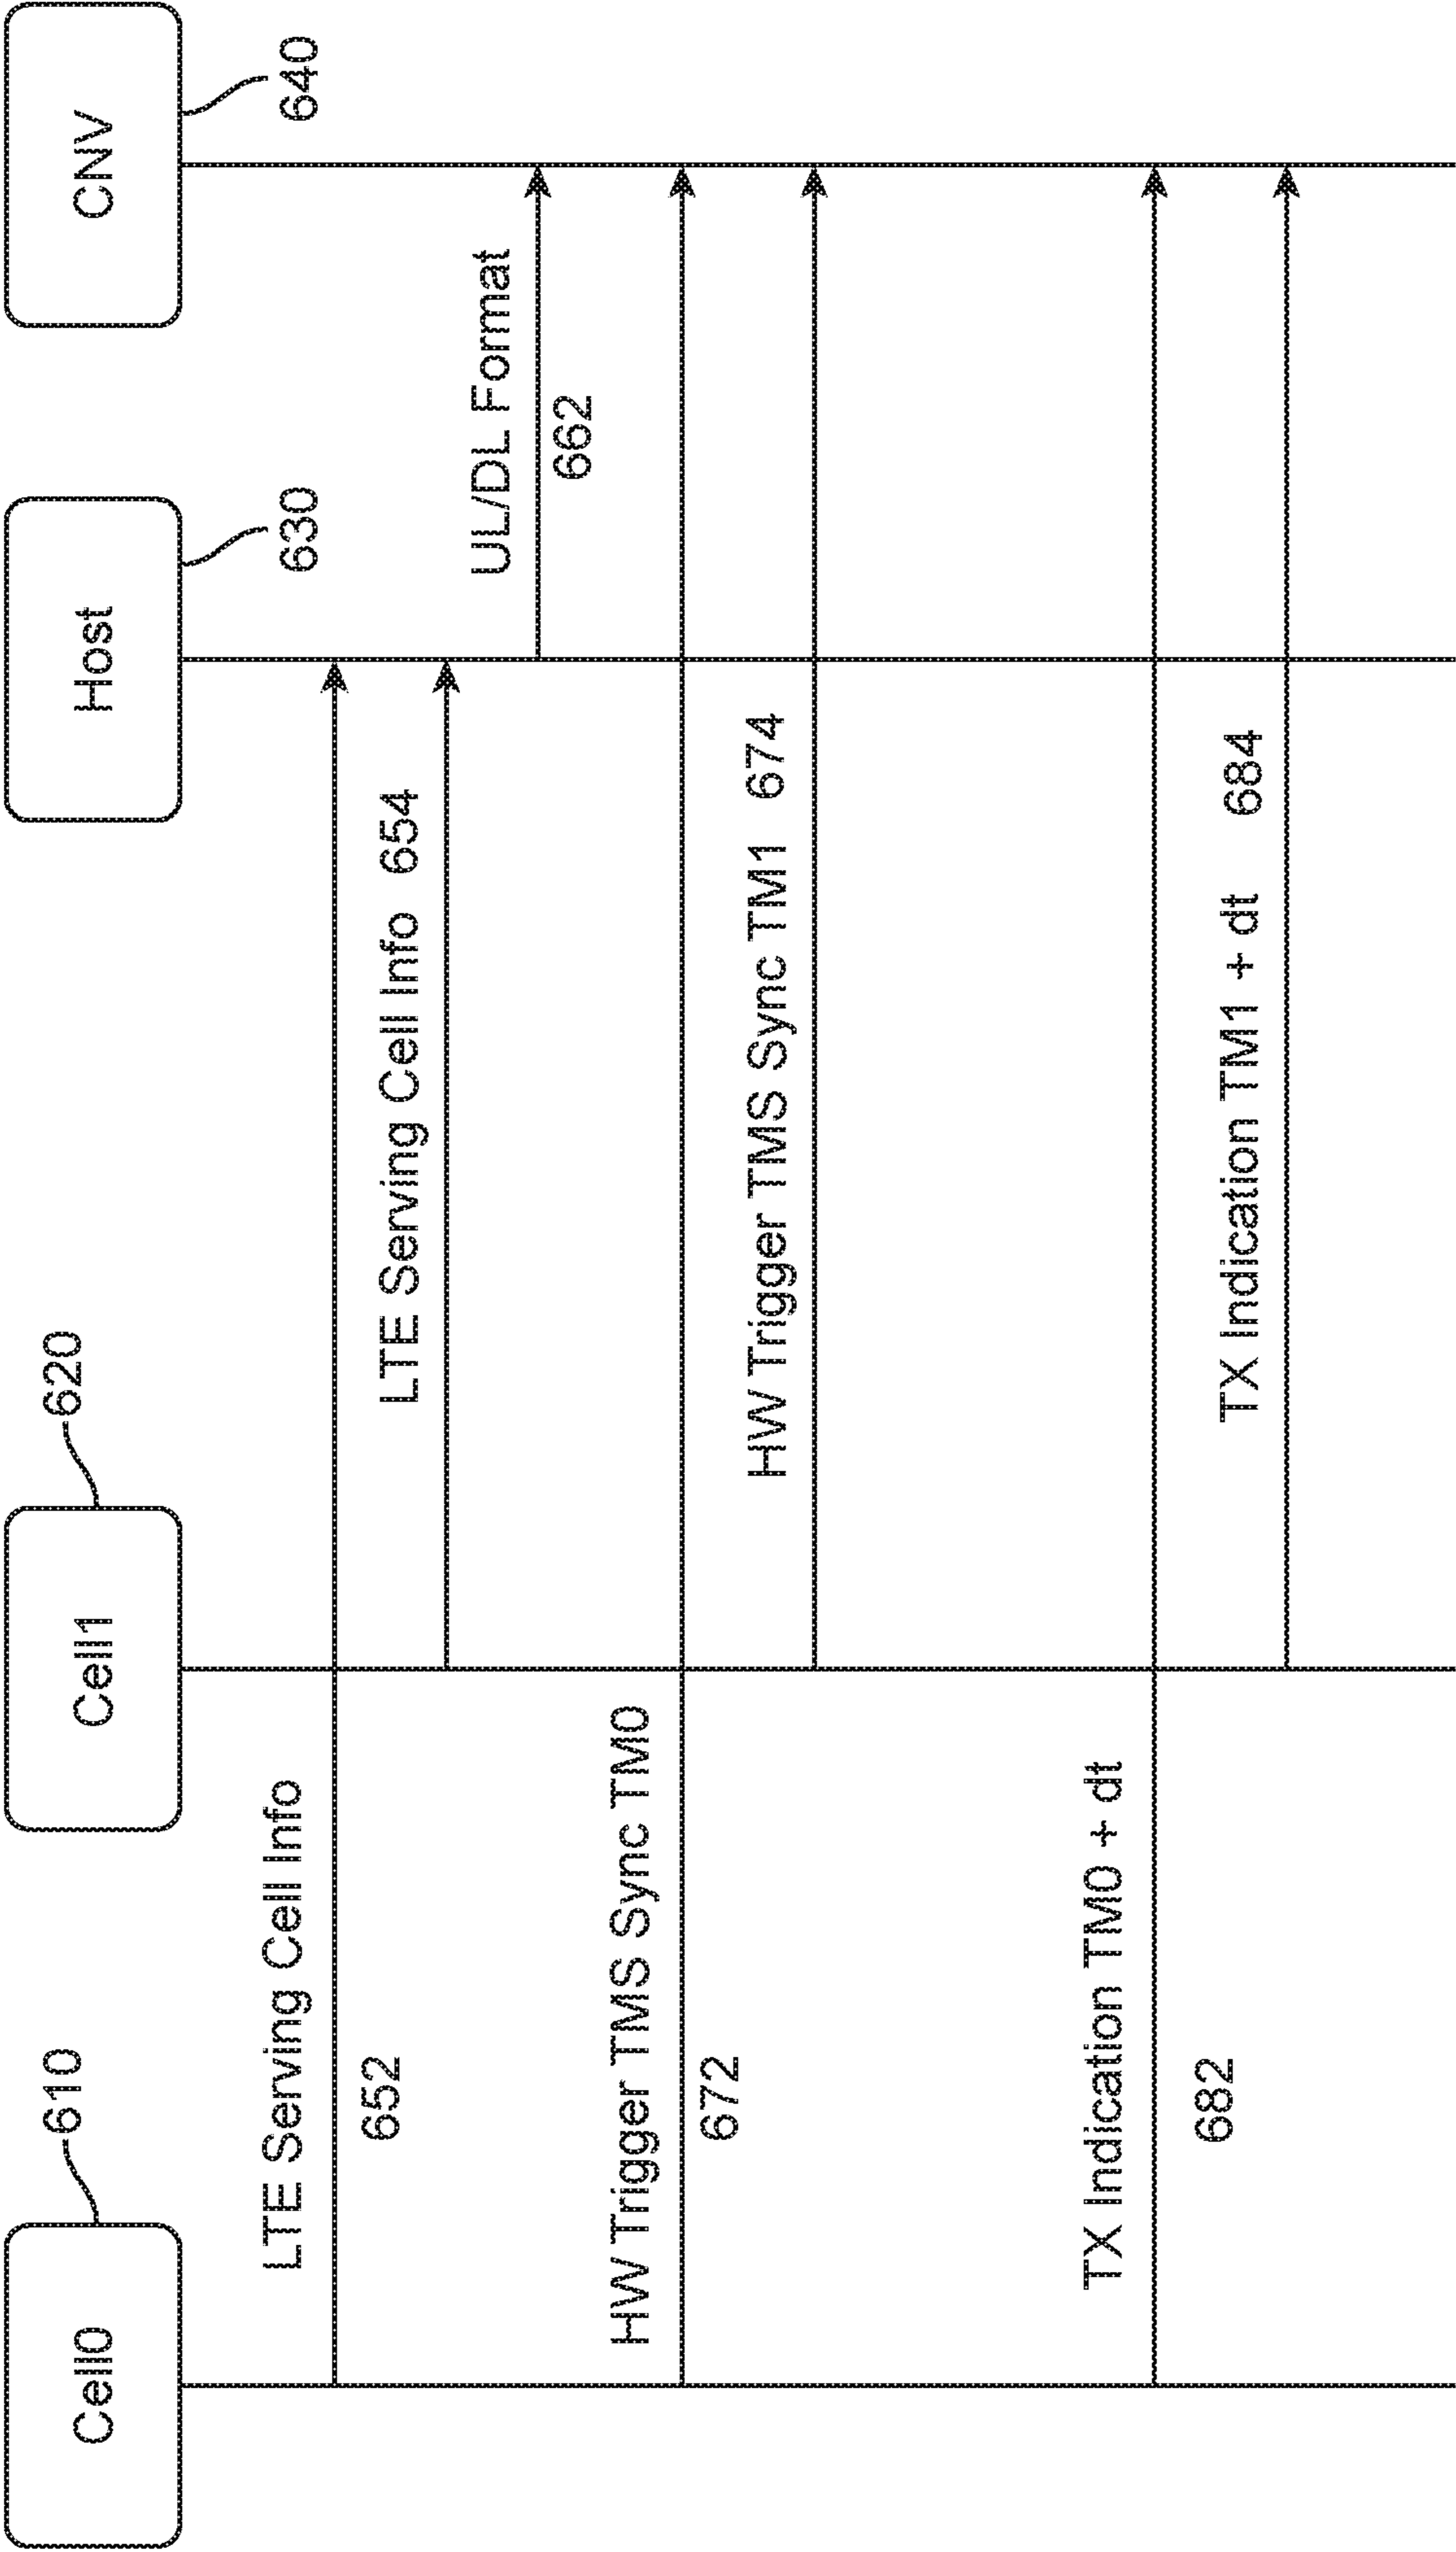 Cell0
610
Cell1
620
Host
630
CNV
640
LTE Serving Cell Info
652
LTE Serving Cell Info 654
UL/DL Format
662
HW Trigger TMS Sync TM0
672
HW Trigger TMS Sync TM1 674
TX Indication TM0 + dt
682
TX Indication TM1 + dt 684